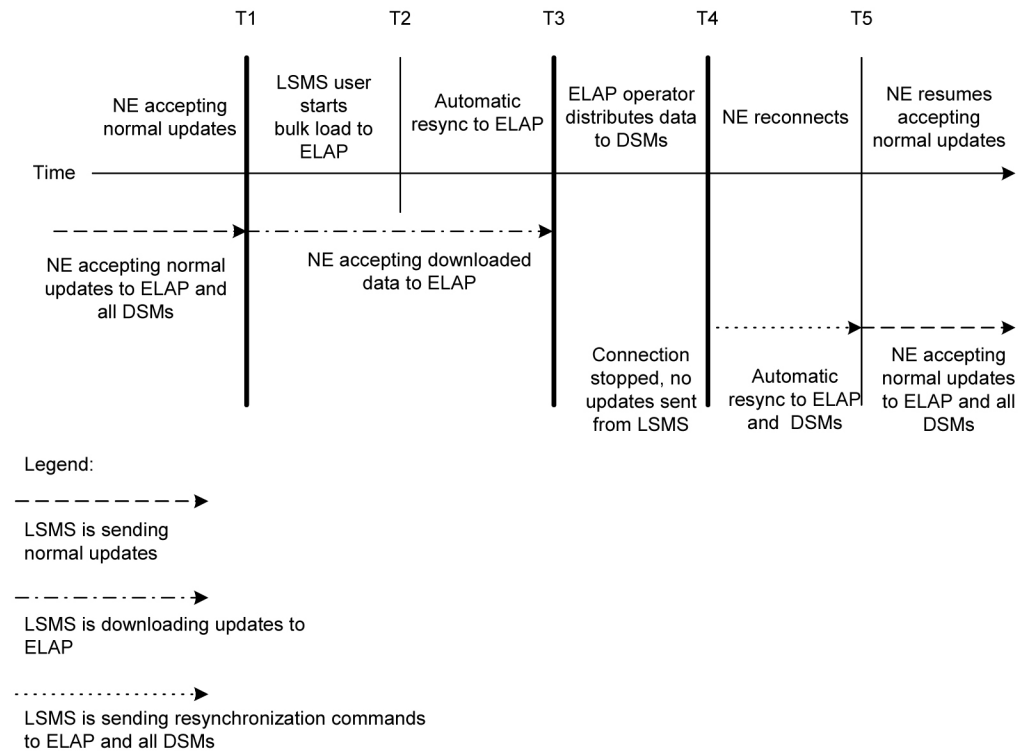 T1 T2 T3 T4 T5
NE accepting
normal updates
LSMS user
starts
bulk load to
ELAP
Automatic
resync to ELAP
ELAP operator
distributes data
to DSMs
NE reconnects
NE resumes
accepting
normal updates
Time
NE accepting normal
updates to ELAP and
all DSMs
NE accepting downloaded
data to ELAP
Connection
stopped, no
updates sent
from LSMS
Automatic
resync to ELAP
and DSMs
NE accepting
normal updates
to ELAP and all
DSMs
Legend:
LSMS is sending
normal updates
LSMS is downloading updates to
ELAP
LSMS is sending resynchronization commands
to ELAP and all DSMs